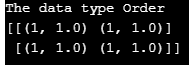 The data type Order
[[(1, 1.0) (1, 1.0)]
 [(1, 1.0) (1, 1.0)]]